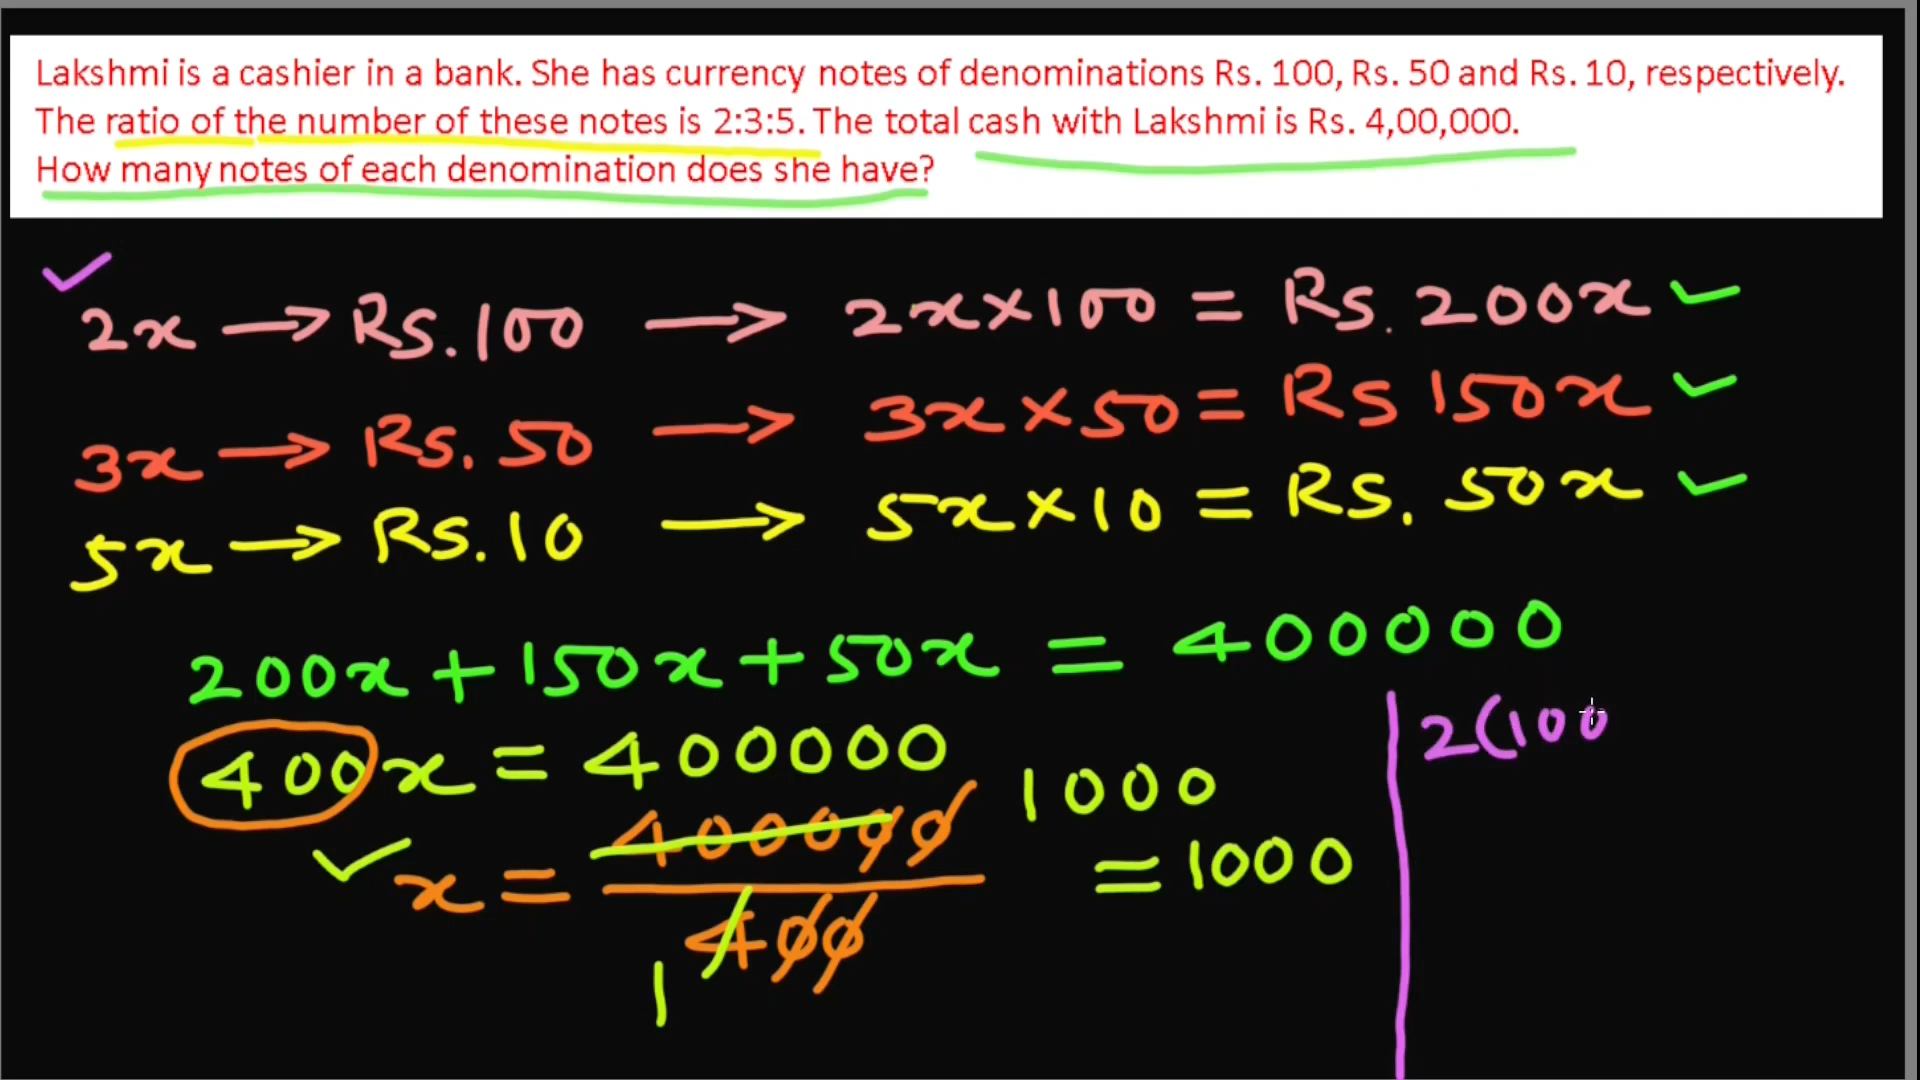 Lakshmi is a cashier in a bank. She has currency notes of denominations Rs. 100, Rs. 50 and Rs. 10, respectively.
The ratio of the number of these notes is 2:3:5. The total cash with Lakshmi is Rs. 4,00,000.
How many notes of each denomination does she have?
2x → Rs.100 → 2x×100 = Rs. 200x
3x → Rs. 50 → 3x×50 = Rs 150x
5x → Rs.10 → 5x×10 = Rs. 50x
200x + 150x + 50x = 400000
400x = 400000
1000
x = 400000 / 400 = 1000
1
2(100